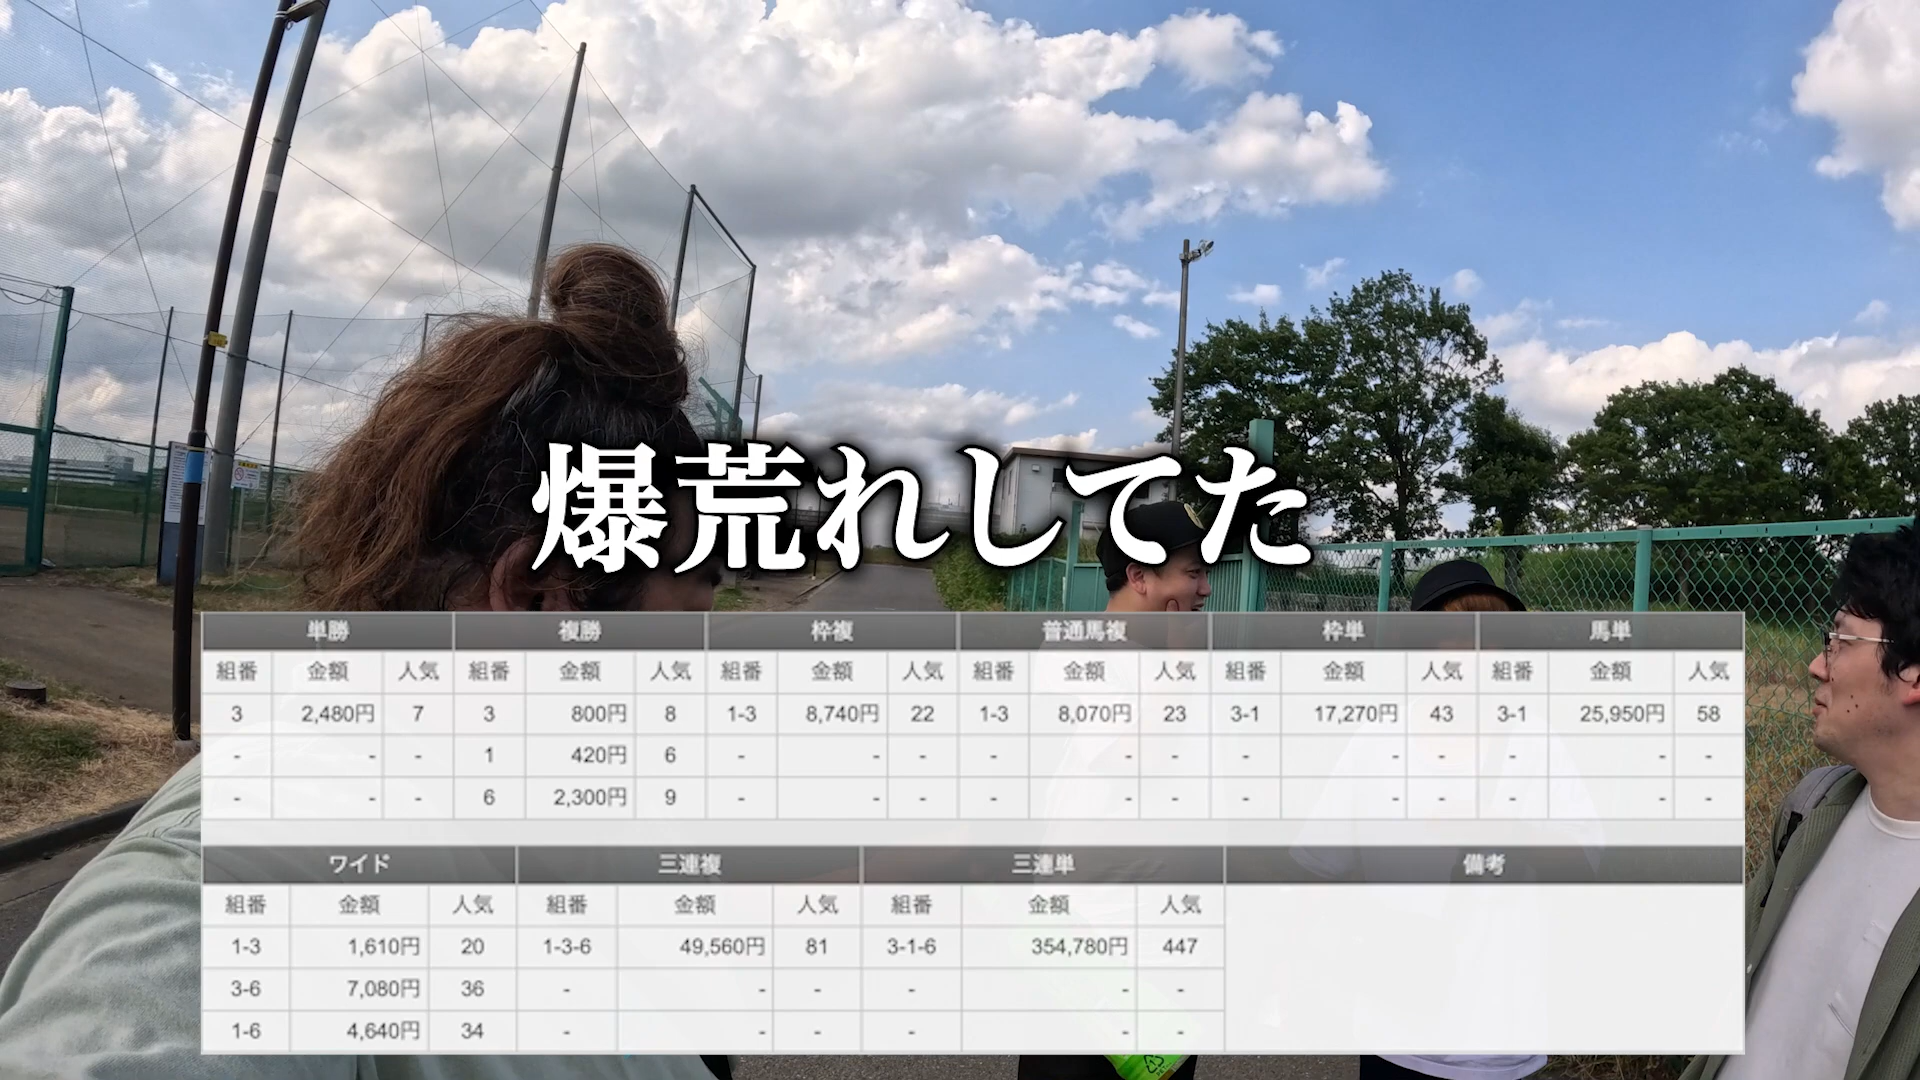 爆荒れしてた
単勝 複勝 枠複 普通馬複 枠単 馬単
組番 金額 人気 組番 金額 人気 組番 金額 人気 組番 金額 人気 組番 金額 人気 組番 金額 人気
3 2,480円 7 3 800円 8 1-3 8,740円 22 1-3 8,070円 23 3-1 17,270円 43 3-1 25,950円 58
- - - 1 420円 6 - - - - - - - - - - - -
- - - 6 2,300円 9 - - - - - - - - - - - -
ワイド 三連複 三連単 備考
組番 金額 人気 組番 金額 人気 組番 金額 人気
1-3 1,610円 20 1-3-6 49,560円 81 3-1-6 354,780円 447
3-6 7,080円 36 - - - - - -
1-6 4,640円 34 - - - - - -